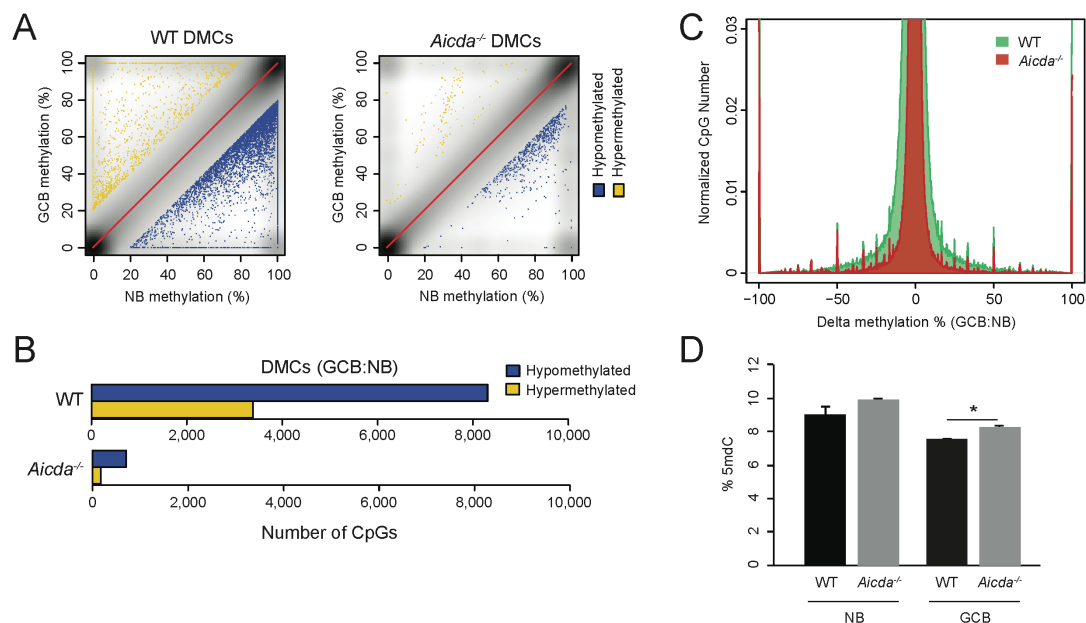 A
WT DMCs
Aicda-/- DMCs
GCB methylation (%)
100
80
60
40
20
0
0 20 40 60 80 100
NB methylation (%)
GCB methylation (%)
100
80
60
40
20
0
0 20 40 60 80 100
NB methylation (%)
Hypomethylated
Hypermethylated
B
DMCs (GCB:NB)
Hypomethylated
Hypermethylated
WT
0 2,000 4,000 6,000 8,000 10,000
Aicda-/-
0 2,000 4,000 6,000 8,000 10,000
Number of CpGs
C
Normalized CpG Number
0.03
0.02
0.01
0
WT
Aicda-/-
−100 −50 0 50 100
Delta methylation % (GCB:NB)
D
% 5mdC
12
10
8
6
4
2
0
*
WT Aicda-/- WT Aicda-/-
NB GCB